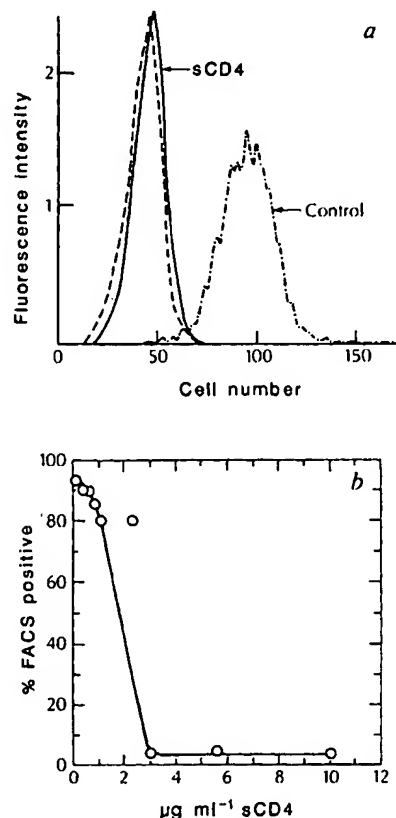 a
Fluorescence intensity
2
1
sCD4
Control
0 50 100 150
Cell number
b
% FACS positive
100
80
60
40
20
0
0 2 4 6 8 10 12
µg ml⁻¹ sCD4